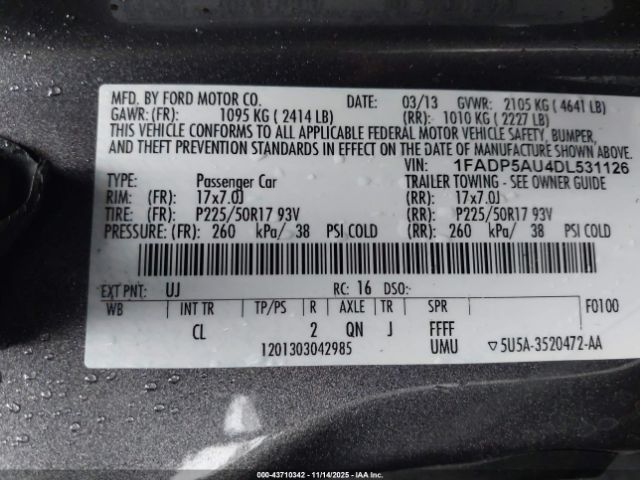 MFD. BY FORD MOTOR CO. DATE: 03/13 GVWR: 2105 KG ( 4641 LB)
GAWR: (FR): 1095 KG ( 2414 LB) (RR): 1010 KG ( 2227 LB)
THIS VEHICLE CONFORMS TO ALL APPLICABLE FEDERAL MOTOR VEHICLE SAFETY, BUMPER,
AND THEFT PREVENTION STANDARDS IN EFFECT ON THE DATE OF MANUFACTURE SHOWN ABOVE.
VIN: 1FADP5AU4DL531126
TYPE: Passenger Car TRAILER TOWING - SEE OWNER GUIDE
RIM: (FR): 17x7.0J (RR): 17x7.0J
TIRE: (FR): P225/50R17 93V (RR): P225/50R17 93V
PRESSURE: (FR): 260 kPa/ 38 PSI COLD (RR): 260 kPa/ 38 PSI COLD
EXT PNT: UJ RC: 16 DSO:
WB INT TR TP/PS R AXLE TR SPR F0100
CL 2 QN J FFFF
1201303042985 UMU ▽5U5A-3520472-AA
000-43710342 - 11/14/2025 - IAA, Inc.